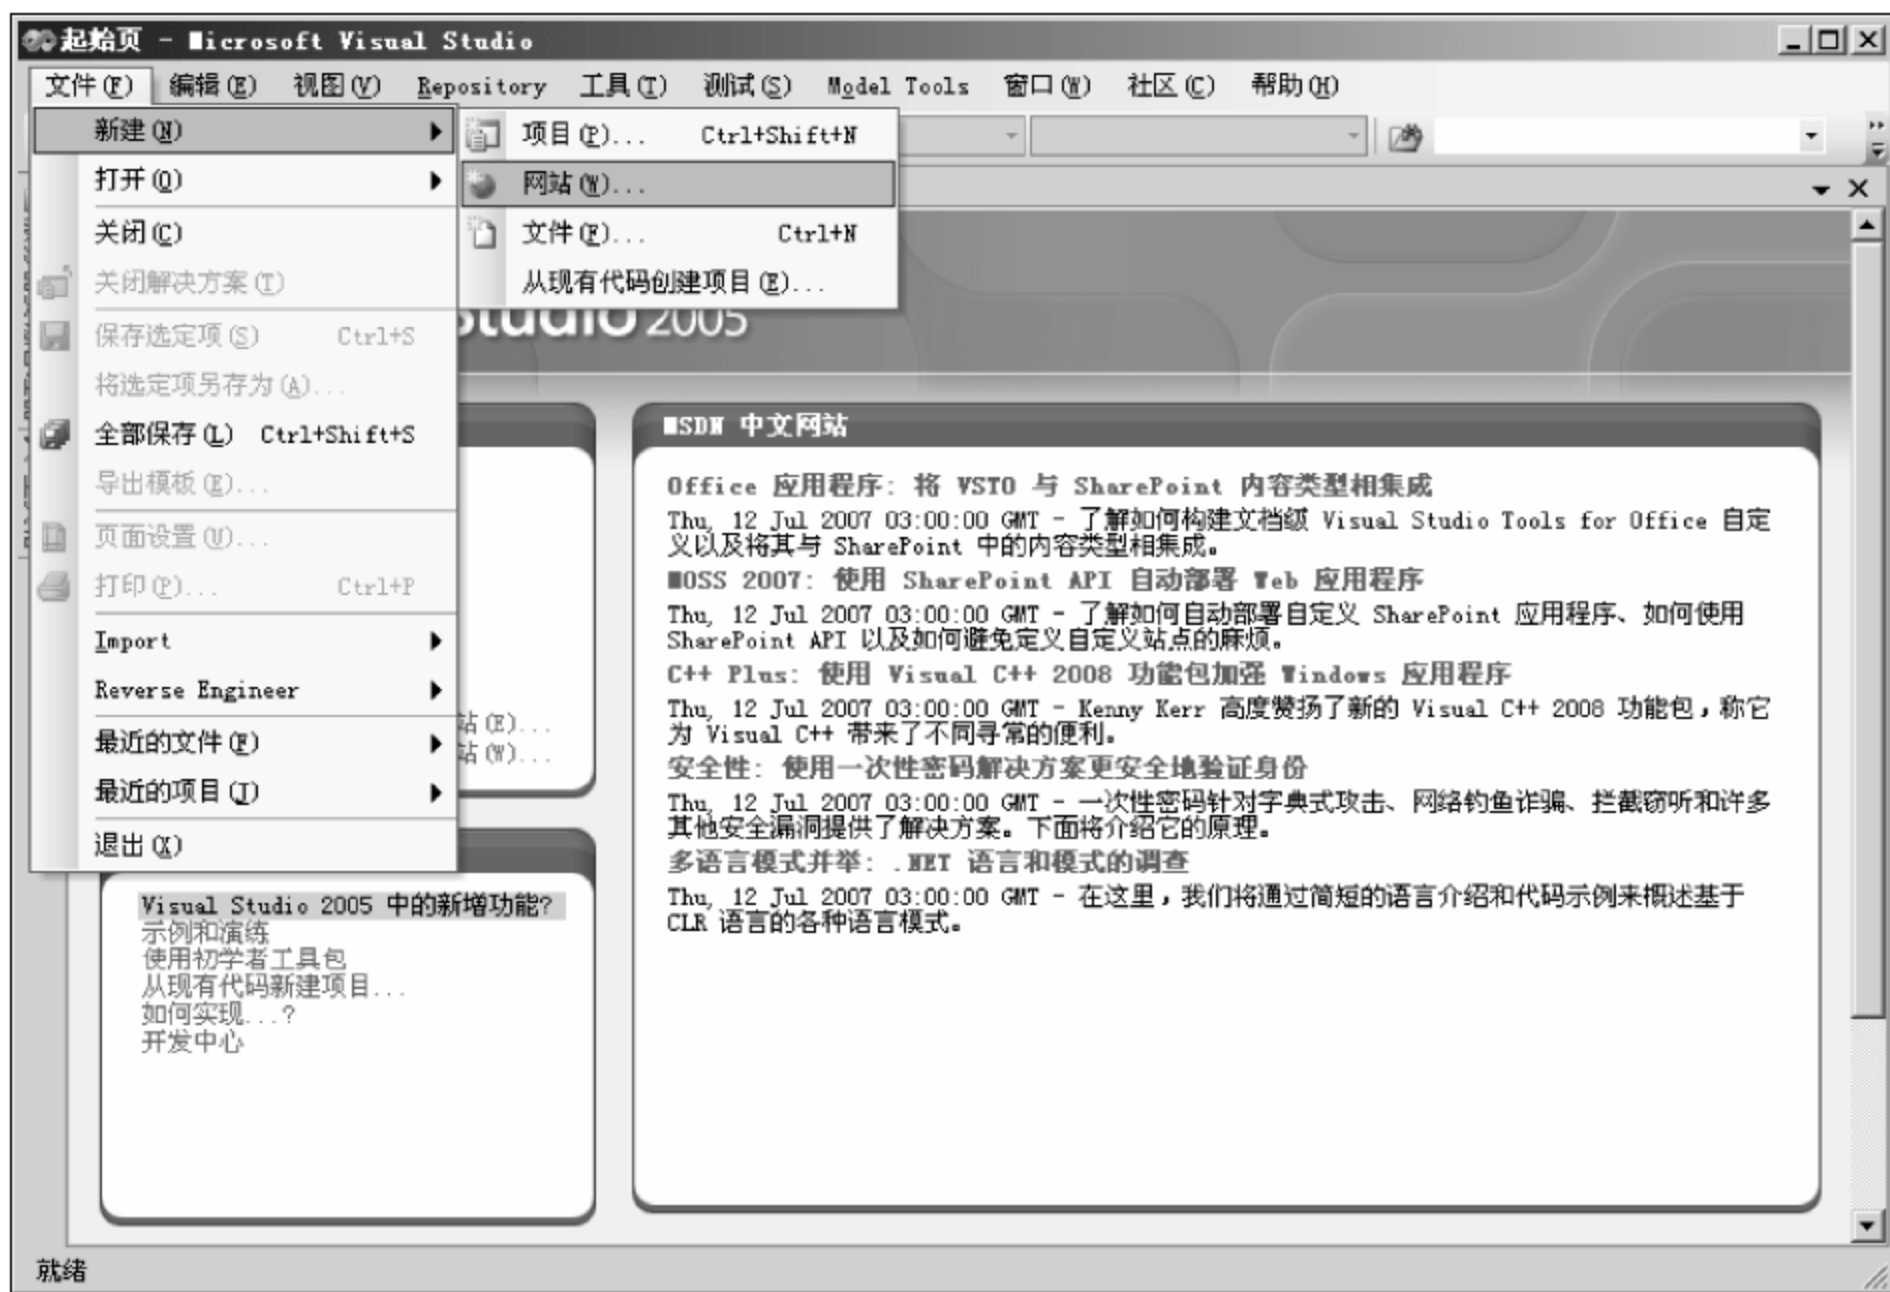 起始页 - Microsoft Visual Studio
文件(F) 编辑(E) 视图(V) Repository 工具(T) 测试(S) Model Tools 窗口(W) 社区(C) 帮助(H)
新建(N)
打开(O)
关闭(C)
关闭解决方案(T)
保存选定项(S) Ctrl+S
将选定项另存为(A)...
全部保存(L) Ctrl+Shift+S
导出模板(E)...
页面设置(U)...
打印(P)... Ctrl+P
Import
Reverse Engineer
最近的文件(F)
最近的项目(J)
退出(X)
项目(P)... Ctrl+Shift+N
网站(W)...
文件(F)... Ctrl+N
从现有代码创建项目(E)...
Studio 2005
站(E)...
站(W)...
Visual Studio 2005 中的新增功能?
示例和演练
使用初学者工具包
从现有代码新建项目...
如何实现...?
开发中心
MSDN 中文网站
Office 应用程序: 将 VSTO 与 SharePoint 内容类型相集成
Thu, 12 Jul 2007 03:00:00 GMT - 了解如何构建文档级 Visual Studio Tools for Office 自定
义以及将其与 SharePoint 中的内容类型相集成。
MOSS 2007: 使用 SharePoint API 自动部署 Web 应用程序
Thu, 12 Jul 2007 03:00:00 GMT - 了解如何自动部署自定义 SharePoint 应用程序、如何使用
SharePoint API 以及如何避免定义自定义站点的麻烦。
C++ Plus: 使用 Visual C++ 2008 功能包加强 Windows 应用程序
Thu, 12 Jul 2007 03:00:00 GMT - Kenny Kerr 高度赞扬了新的 Visual C++ 2008 功能包，称它
为 Visual C++ 带来了不同寻常的便利。
安全性: 使用一次性密码解决方案更安全地验证身份
Thu, 12 Jul 2007 03:00:00 GMT - 一次性密码针对字典式攻击、网络钓鱼诈骗、拦截窃听和许多
其他安全漏洞提供了解决方案。下面将介绍它的原理。
多语言模式并举: .NET 语言和模式的调查
Thu, 12 Jul 2007 03:00:00 GMT - 在这里，我们将通过简短的语言介绍和代码示例来概述基于
CLR 语言的各种语言模式。
就绪